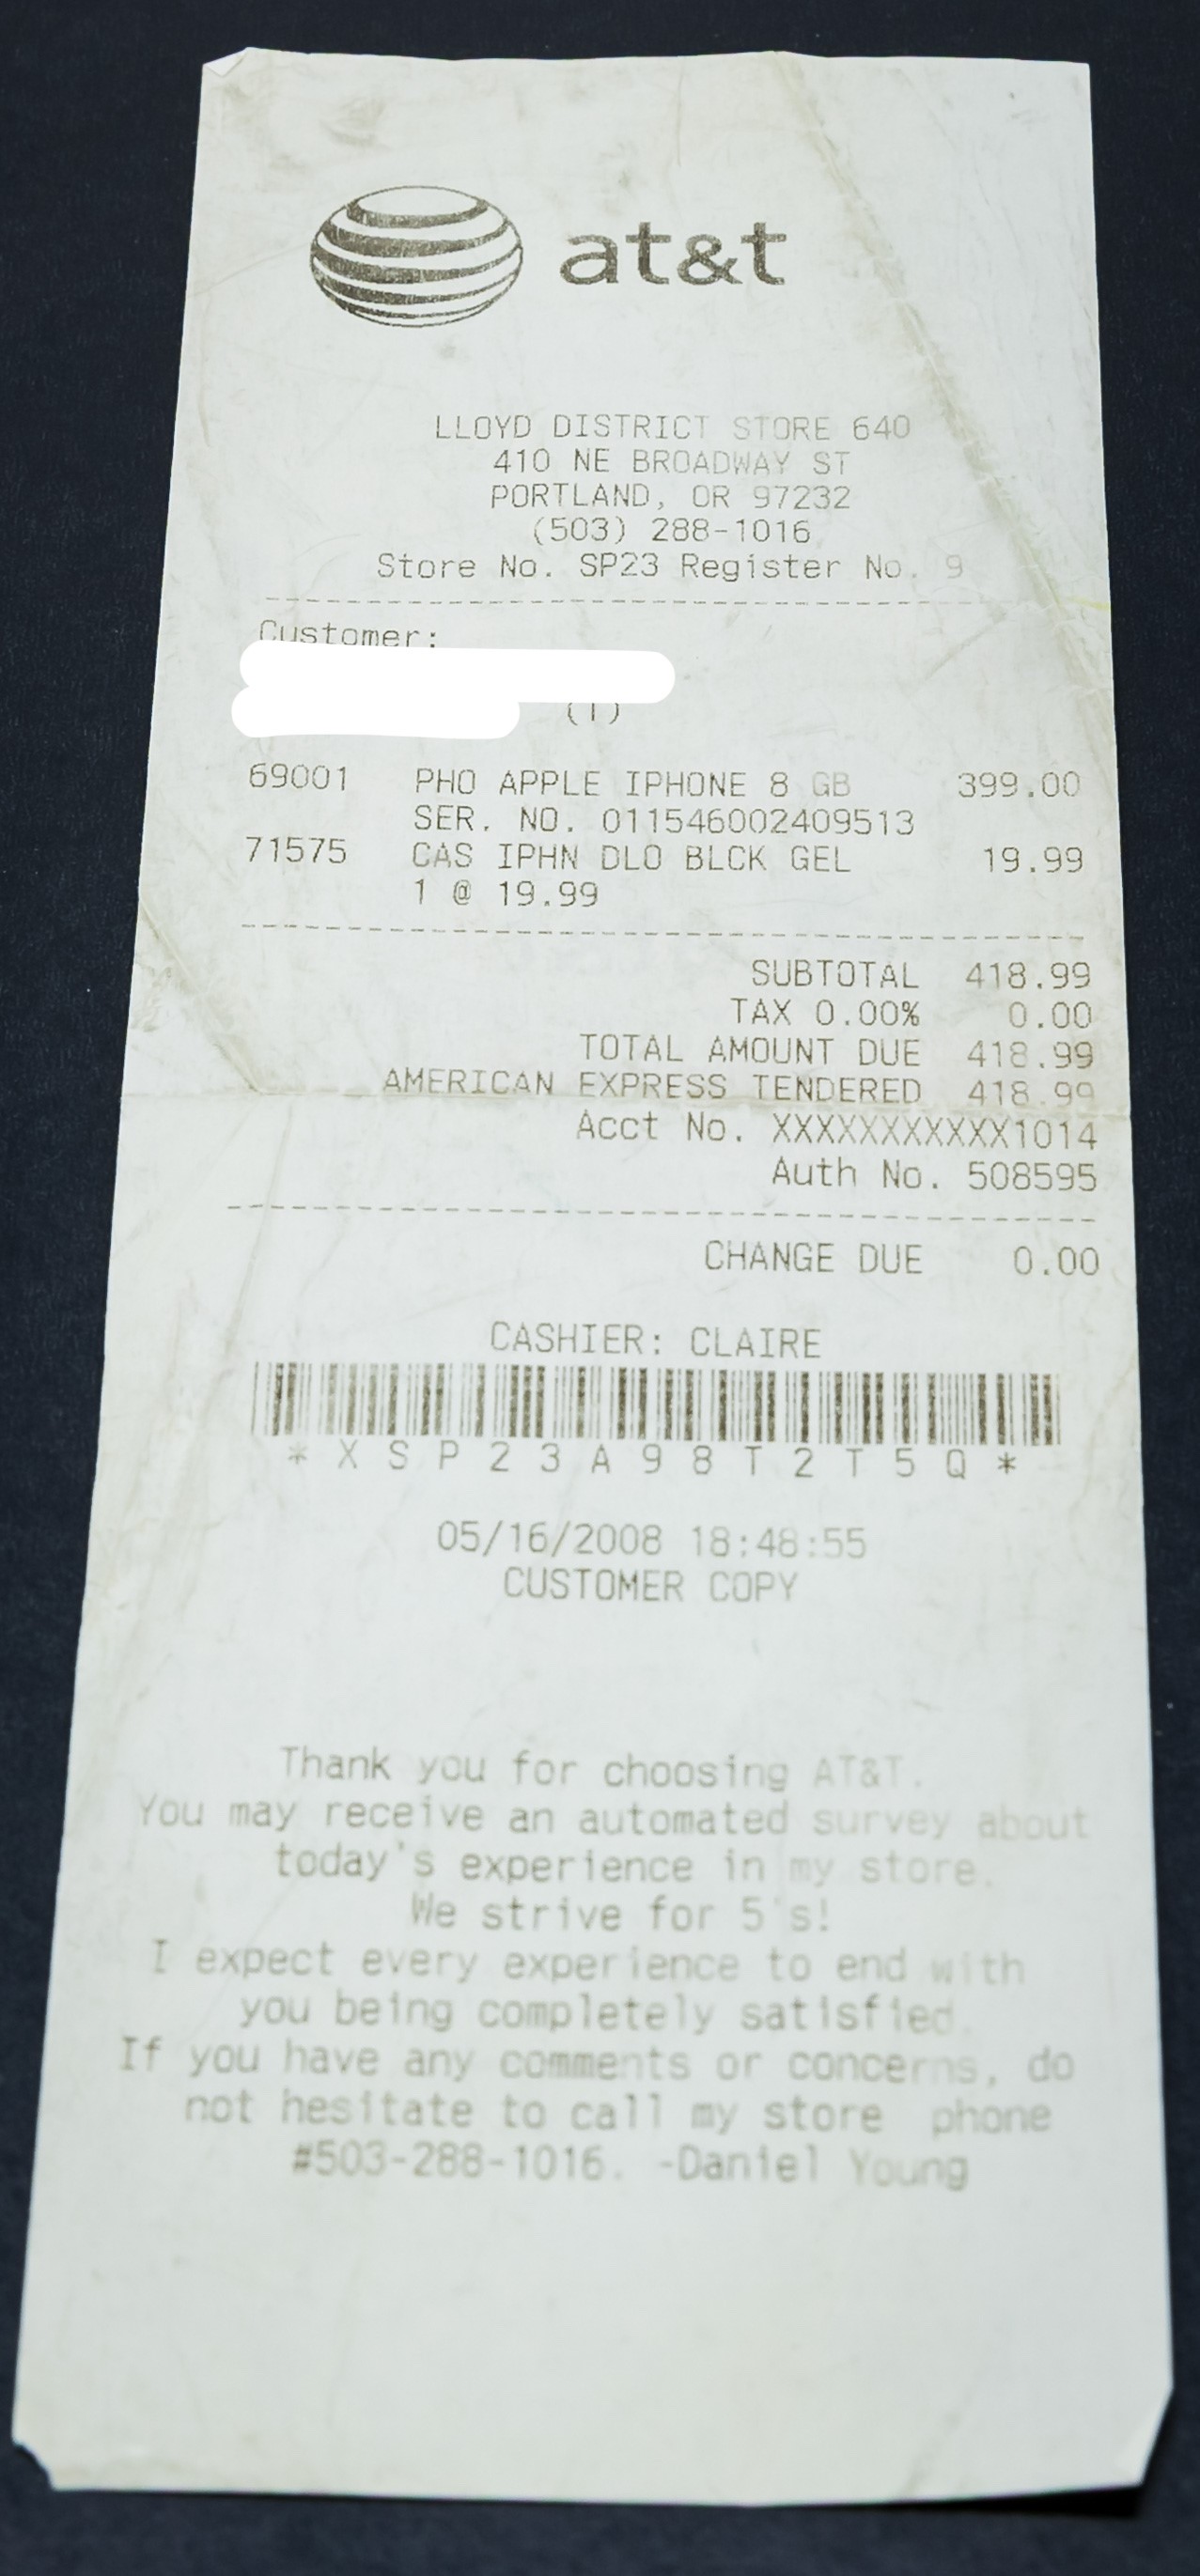 at&t
LLOYD DISTRICT STORE 640
410 NE BROADWAY ST
PORTLAND, OR 97232
(503) 288-1016
Store No. SP23 Register No. 9
Customer:
(1)
69001 PHO APPLE IPHONE 8 GB 399.00
SER. NO. 011546002409513
71575 CAS IPHN DLO BLCK GEL 19.99
1 @ 19.99
SUBTOTAL 418.99
TAX 0.00% 0.00
TOTAL AMOUNT DUE 418.99
AMERICAN EXPRESS TENDERED 418.99
Acct No. XXXXXXXXXXX1014
Auth No. 508595
CHANGE DUE 0.00
CASHIER: CLAIRE
*XSP23A98T2T5Q*
05/16/2008 18:48:55
CUSTOMER COPY
Thank you for choosing AT&T.
You may receive an automated survey about
today's experience in my store.
We strive for 5's!
I expect every experience to end with
you being completely satisfied.
If you have any comments or concerns, do
not hesitate to call my store phone
#503-288-1016. -Daniel Young